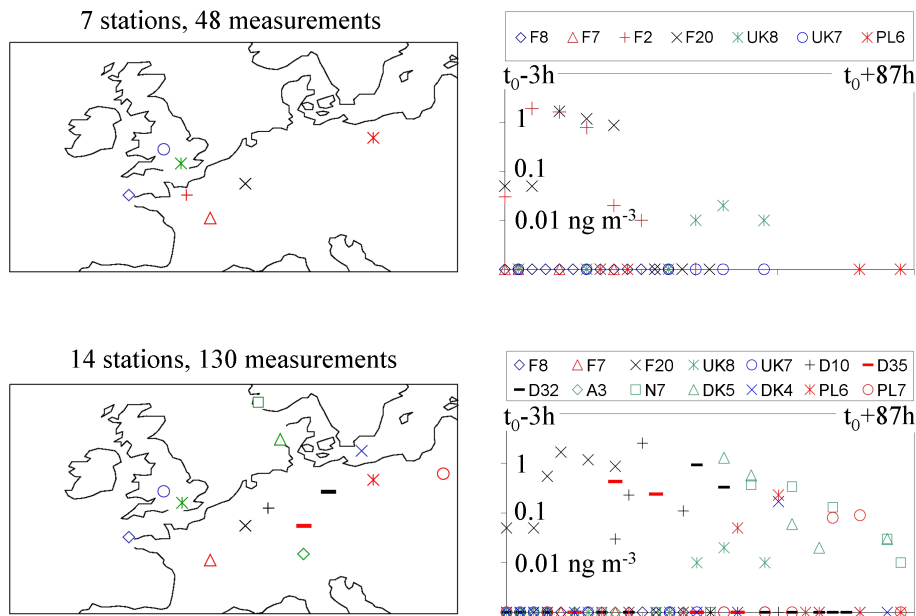 7 stations, 48 measurements
F8 F7 F2 F20 UK8 UK7 PL6
t₀-3h t₀+87h
1
0.1
0.01 ng m⁻³
14 stations, 130 measurements
F8 F7 F20 UK8 UK7 D10 D35
D32 A3 N7 DK5 DK4 PL6 PL7
t₀-3h t₀+87h
1
0.1
0.01 ng m⁻³